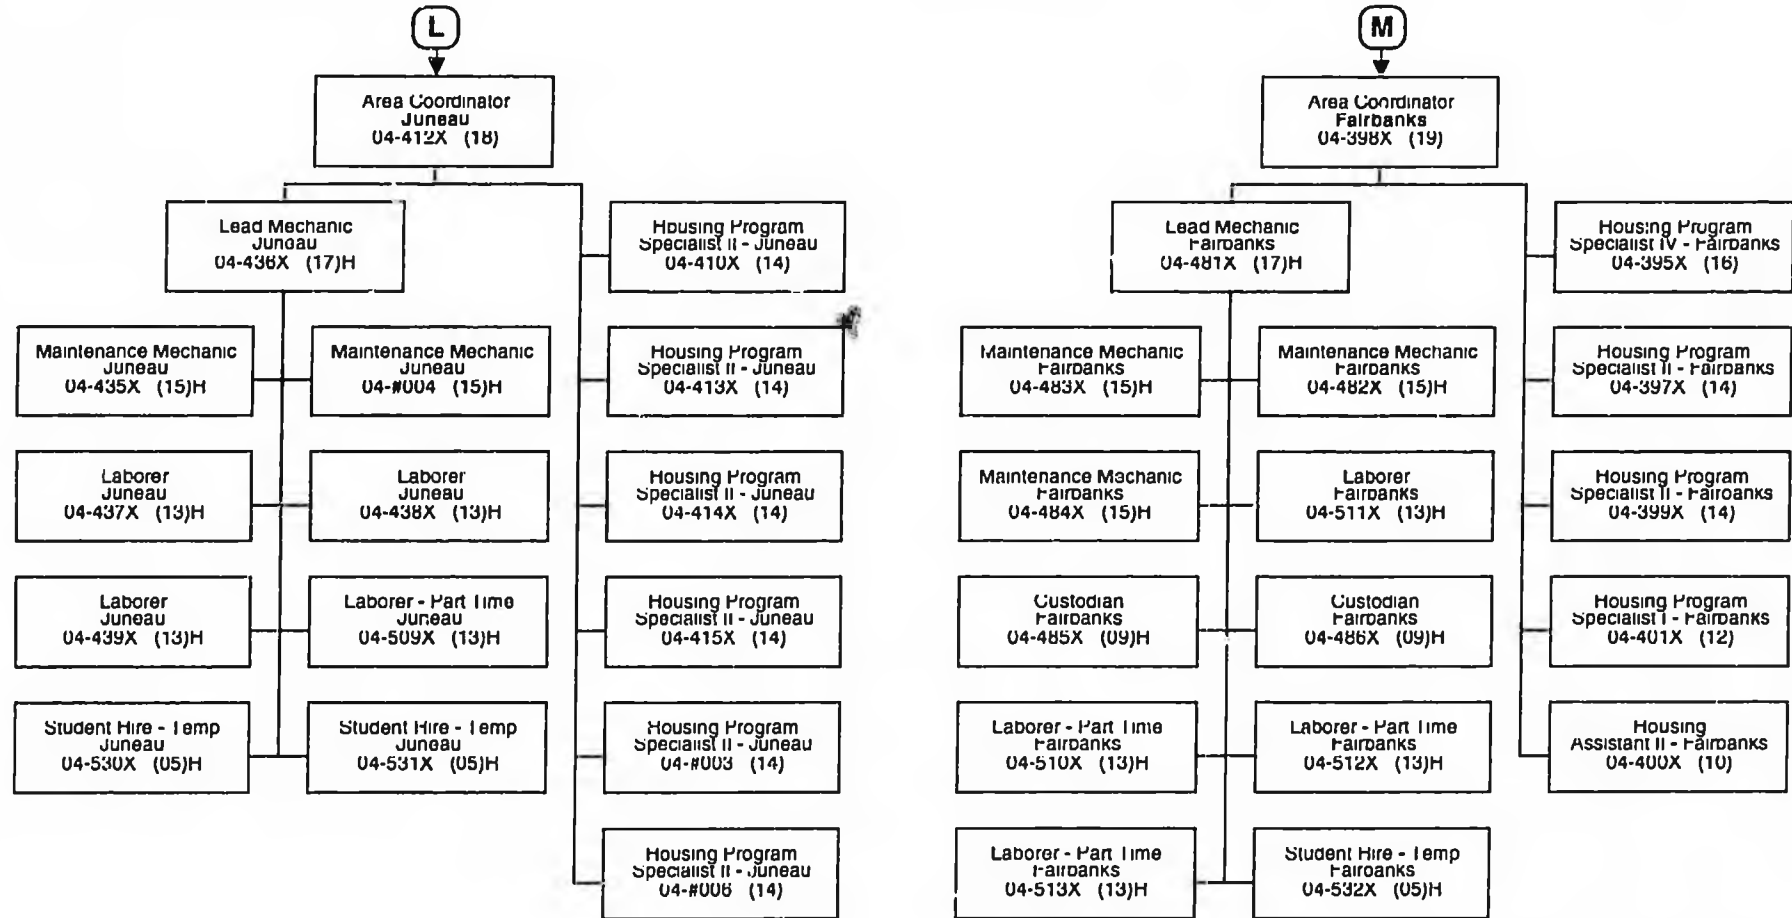 L
Area Coordinator
Juneau
04-412X (18)
Lead Mechanic
Juneau
04-436X (17)H
Maintenance Mechanic
Juneau
04-435X (15)H
Maintenance Mechanic
Juneau
04-#004 (15)H
Laborer
Juneau
04-437X (13)H
Laborer
Juneau
04-438X (13)H
Laborer
Juneau
04-439X (13)H
Laborer - Part Time
Juneau
04-509X (13)H
Student Hire - Temp
Juneau
04-530X (05)H
Student Hire - Temp
Juneau
04-531X (05)H
Housing Program
Specialist II - Juneau
04-410X (14)
Housing Program
Specialist II - Juneau
04-413X (14)
Housing Program
Specialist II - Juneau
04-414X (14)
Housing Program
Specialist II - Juneau
04-415X (14)
Housing Program
Specialist II - Juneau
04-#003 (14)
Housing Program
Specialist II - Juneau
04-#006 (14)
M
Area Coordinator
Fairbanks
04-398X (19)
Lead Mechanic
Fairbanks
04-481X (17)H
Maintenance Mechanic
Fairbanks
04-483X (15)H
Maintenance Mechanic
Fairbanks
04-482X (15)H
Maintenance Mechanic
Fairbanks
04-484X (15)H
Laborer
Fairbanks
04-511X (13)H
Custodian
Fairbanks
04-485X (09)H
Custodian
Fairbanks
04-486X (09)H
Laborer - Part Time
Fairbanks
04-510X (13)H
Laborer - Part Time
Fairbanks
04-512X (13)H
Laborer - Part Time
Fairbanks
04-513X (13)H
Student Hire - Temp
Fairbanks
04-532X (05)H
Housing Program
Specialist IV - Fairbanks
04-395X (16)
Housing Program
Specialist II - Fairbanks
04-397X (14)
Housing Program
Specialist II - Fairbanks
04-399X (14)
Housing Program
Specialist I - Fairbanks
04-401X (12)
Housing
Assistant II - Fairbanks
04-400X (10)